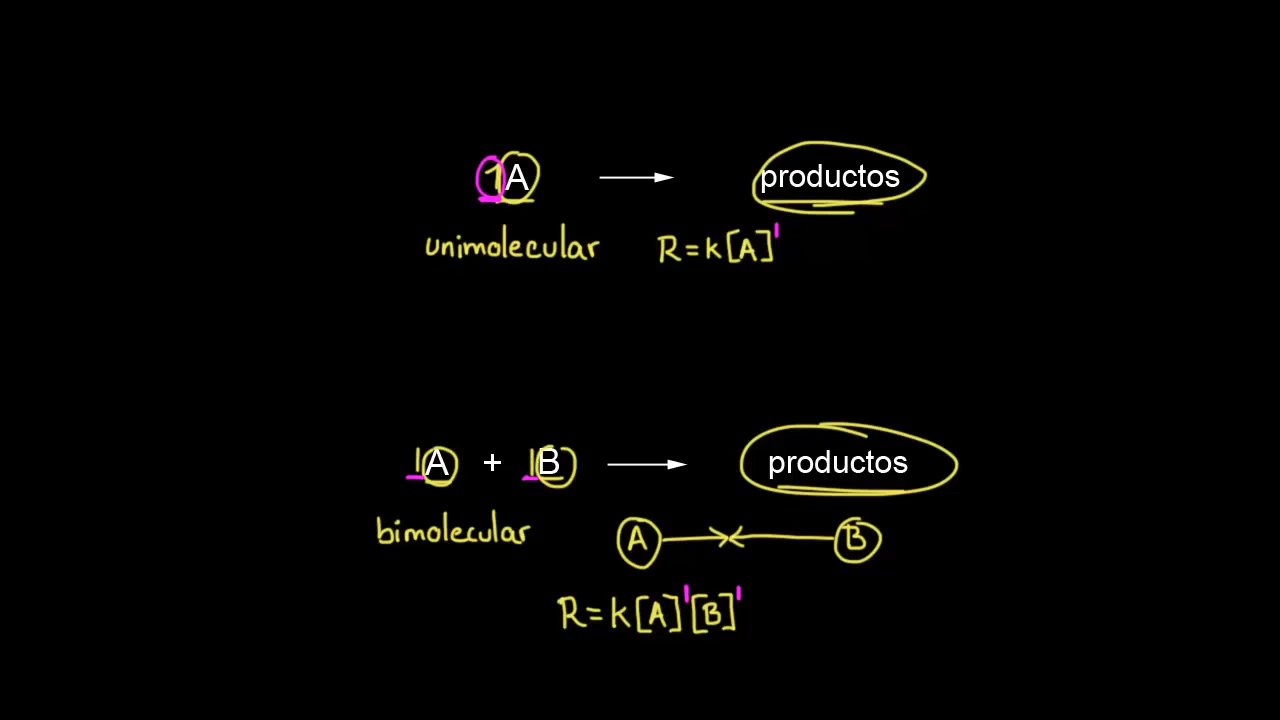 1A → productos
unimolecular R=k[A]¹
1A + 1B → productos
bimolecular A B
R=k[A]¹[B]¹